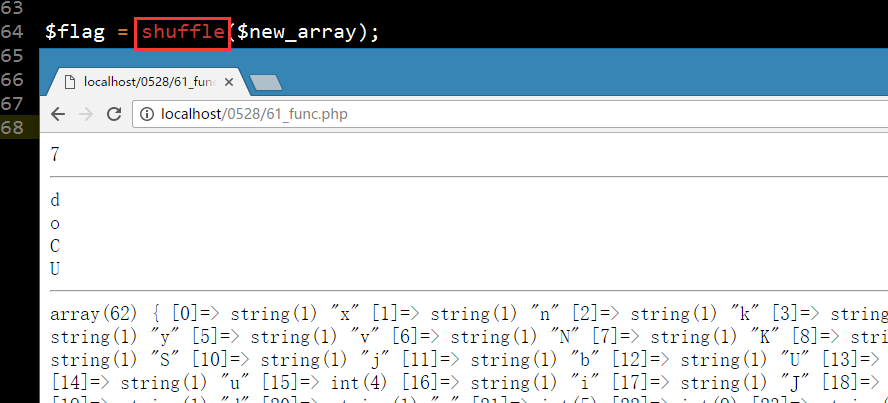 63
64 $flag = shuffle($new_array);
65
66
67
68
localhost/0528/61_func
localhost/0528/61_func.php
7
d
o
C
U
array(62) { [0]=> string(1) "x" [1]=> string(1) "n" [2]=> string(1) "k" [3]=> string
string(1) "y" [5]=> string(1) "v" [6]=> string(1) "N" [7]=> string(1) "K" [8]=> stri
string(1) "S" [10]=> string(1) "j" [11]=> string(1) "b" [12]=> string(1) "U" [13]=>
[14]=> string(1) "u" [15]=> int(4) [16]=> string(1) "i" [17]=> string(1) "J" [18]=>